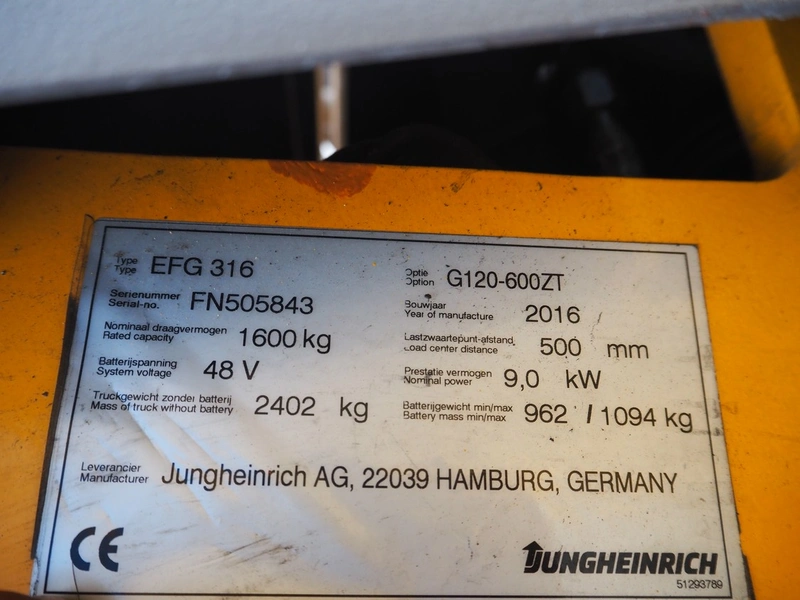 Type
Type EFG 316
Optie
Option G120-600ZT
Serienummer
Serial-no. FN505843
Bouwjaar
Year of manufacture 2016
Nominaal draagvermogen
Rated capacity 1600 kg
Lastzwaartepunt-afstand
Load center distance 500 mm
Batterijspanning
System voltage 48 V
Prestatie vermogen
Nominal power 9,0 kW
Truckgewicht zonder batterij
Mass of truck without battery 2402 kg
Batterijgewicht min/max
Battery mass min/max 962 / 1094 kg
Leverancier
Manufacturer Jungheinrich AG, 22039 HAMBURG, GERMANY
CE
JUNGHEINRICH
51293789